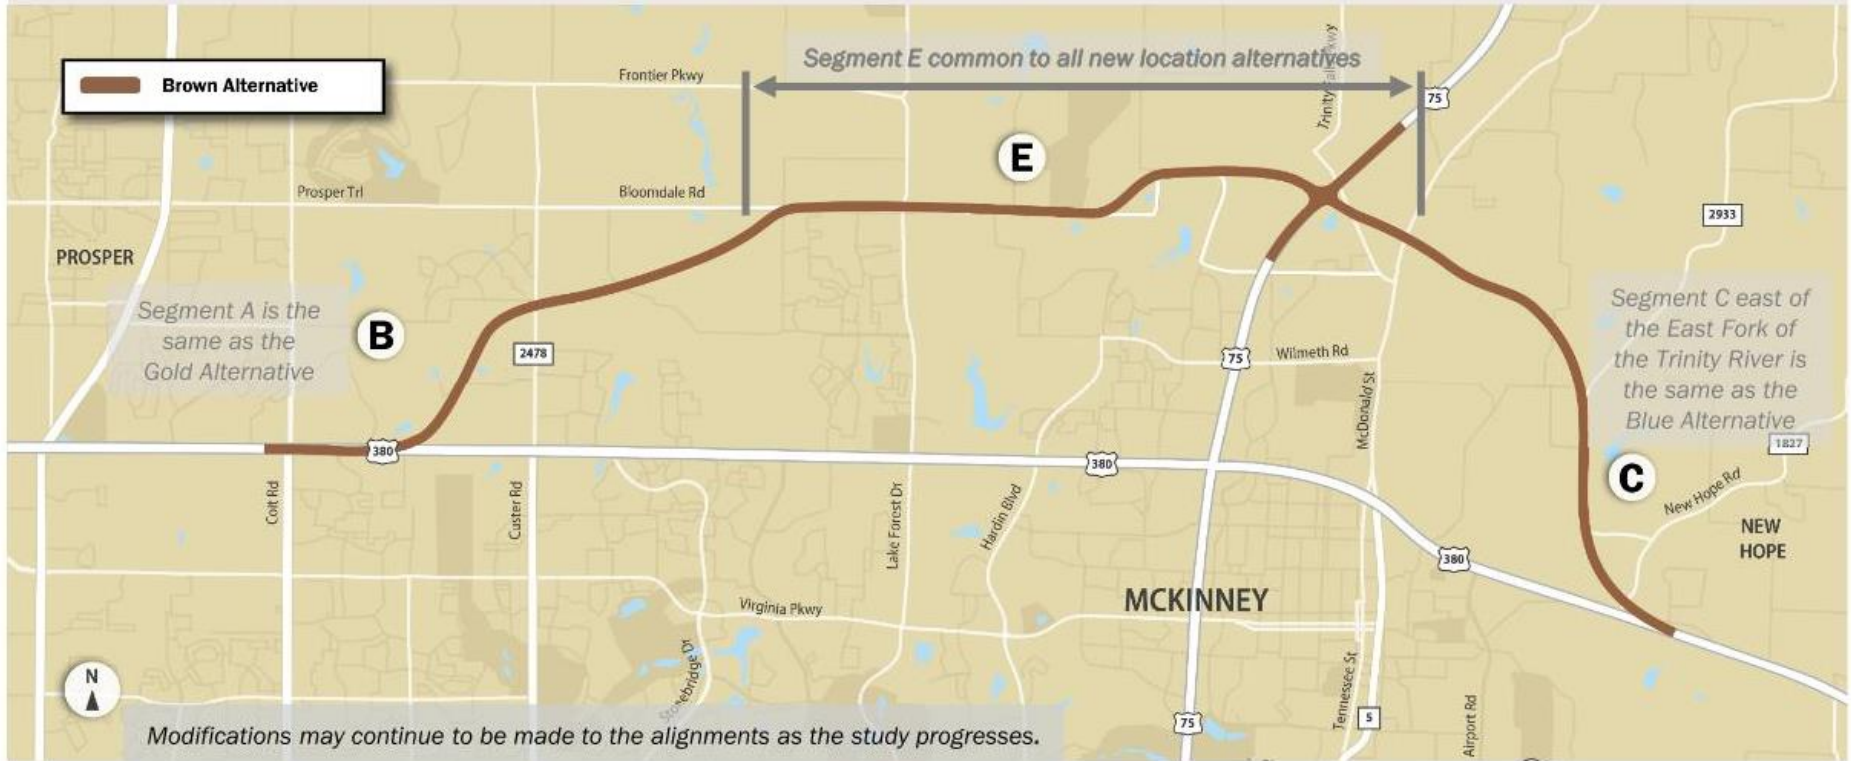 Brown Alternative
Frontier Pkwy
Segment E common to all new location alternatives
Trinity Falls Pkwy
75
E
Prosper Trl
Bloomdale Rd
2933
PROSPER
Segment A is the
same as the
Gold Alternative
B
2478
75
Wilmeth Rd
McDonald St
Segment C east of
the East Fork of
the Trinity River is
the same as the
Blue Alternative
1827
380
380
C
New Hope Rd
NEW
HOPE
Coit Rd
Custer Rd
Lake Forest Dr
Hardin Blvd
380
MCKINNEY
Virginia Pkwy
Stonebridge Dr
Tennessee St
5
Airport Rd
75
N
Modifications may continue to be made to the alignments as the study progresses.